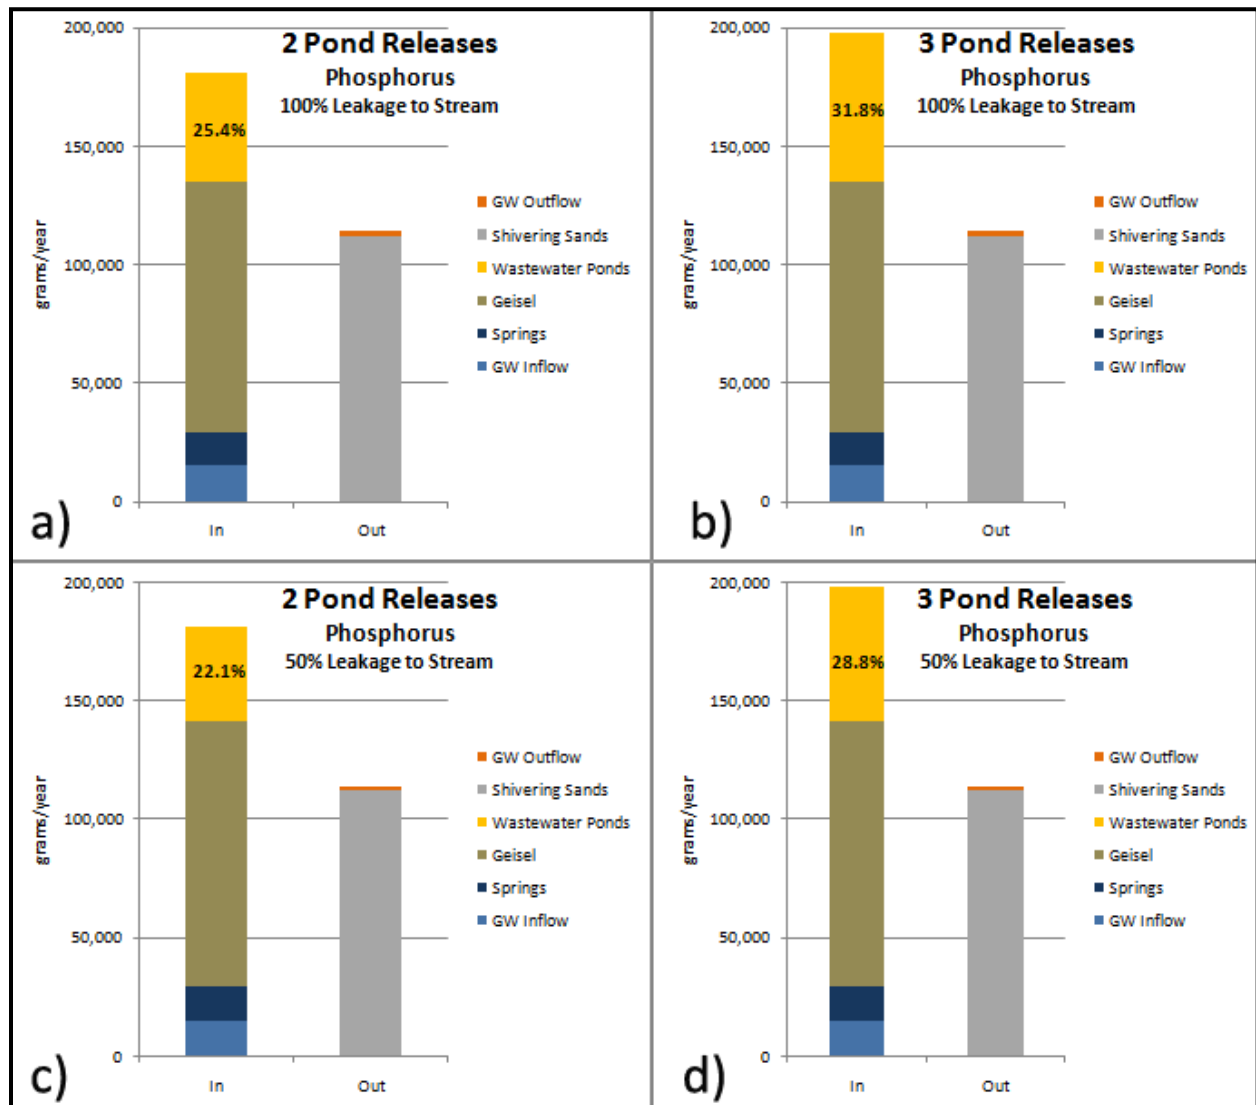 2 Pond Releases
Phosphorus
100% Leakage to Stream
200,000
150,000
100,000
50,000
0
grams/year
25.4%
In
Out
GW Outflow
Shivering Sands
Wastewater Ponds
Geisel
Springs
GW Inflow
a)
3 Pond Releases
Phosphorus
100% Leakage to Stream
200,000
150,000
100,000
50,000
0
grams/year
31.8%
In
Out
GW Outflow
Shivering Sands
Wastewater Ponds
Geisel
Springs
GW Inflow
b)
2 Pond Releases
Phosphorus
50% Leakage to Stream
200,000
150,000
100,000
50,000
0
grams/year
22.1%
In
Out
GW Outflow
Shivering Sands
Wastewater Ponds
Geisel
Springs
GW Inflow
c)
3 Pond Releases
Phosphorus
50% Leakage to Stream
200,000
150,000
100,000
50,000
0
grams/year
28.8%
In
Out
GW Outflow
Shivering Sands
Wastewater Ponds
Geisel
Springs
GW Inflow
d)